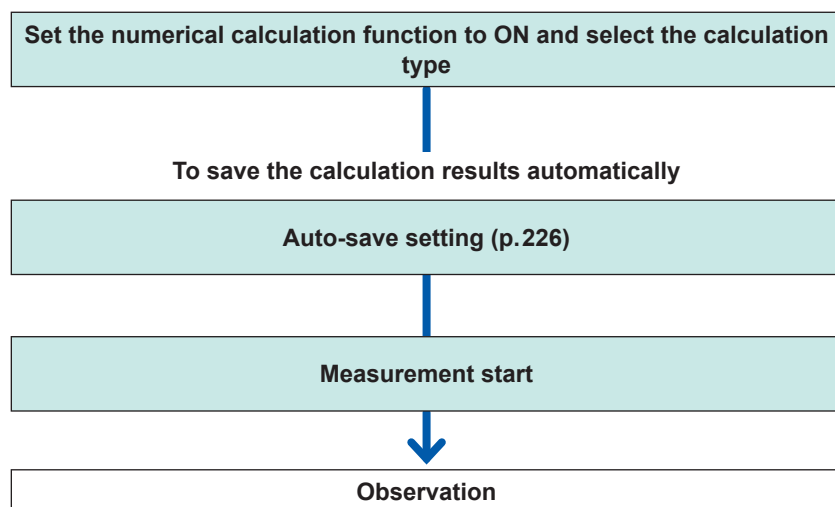 Set the numerical calculation function to ON and select the calculation
type
To save the calculation results automatically
Auto-save setting (p.226)
Measurement start
Observation